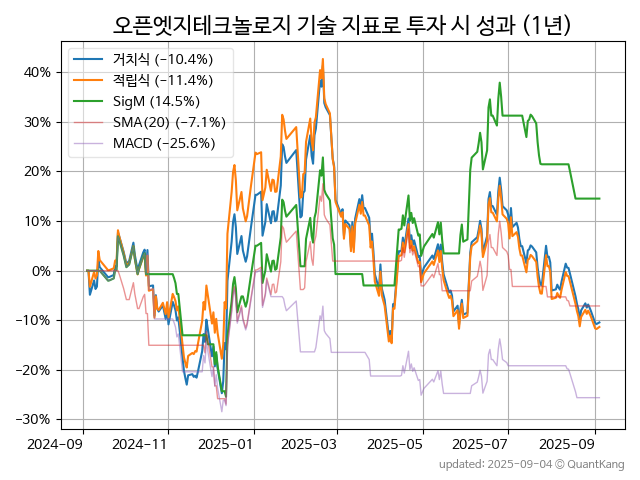 오픈엣지테크놀로지 기술 지표로 투자 시 성과 (1년)
거치식 (−10.4%)
적립식 (−11.4%)
SigM (14.5%)
SMA(20) (−7.1%)
MACD (−25.6%)
40%
30%
20%
10%
0%
−10%
−20%
−30%
2024-09 2024-11 2025-01 2025-03 2025-05 2025-07 2025-09
updated: 2025-09-04 © QuantKang